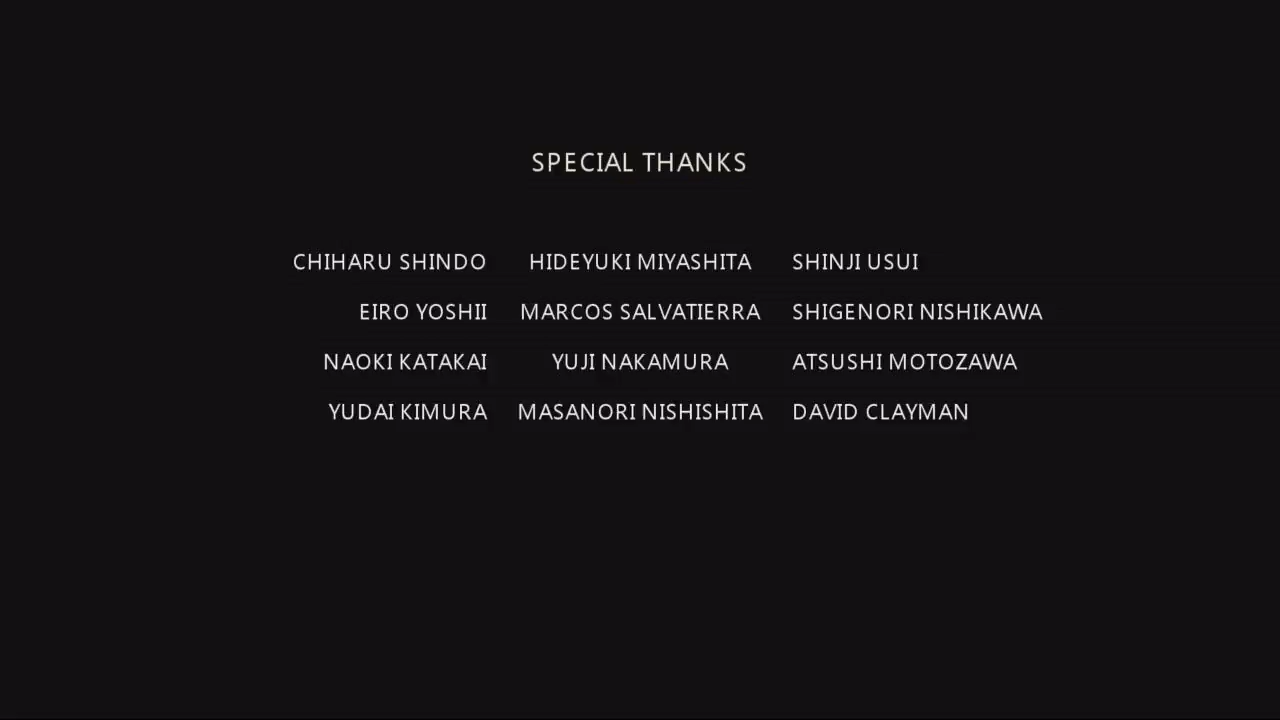 SPECIAL THANKS
CHIHARU SHINDO HIDEYUKI MIYASHITA SHINJI USUI
EIRO YOSHII MARCOS SALVATIERRA SHIGENORI NISHIKAWA
NAOKI KATAKAI YUJI NAKAMURA ATSUSHI MOTOZAWA
YUDAI KIMURA MASANORI NISHISHITA DAVID CLAYMAN